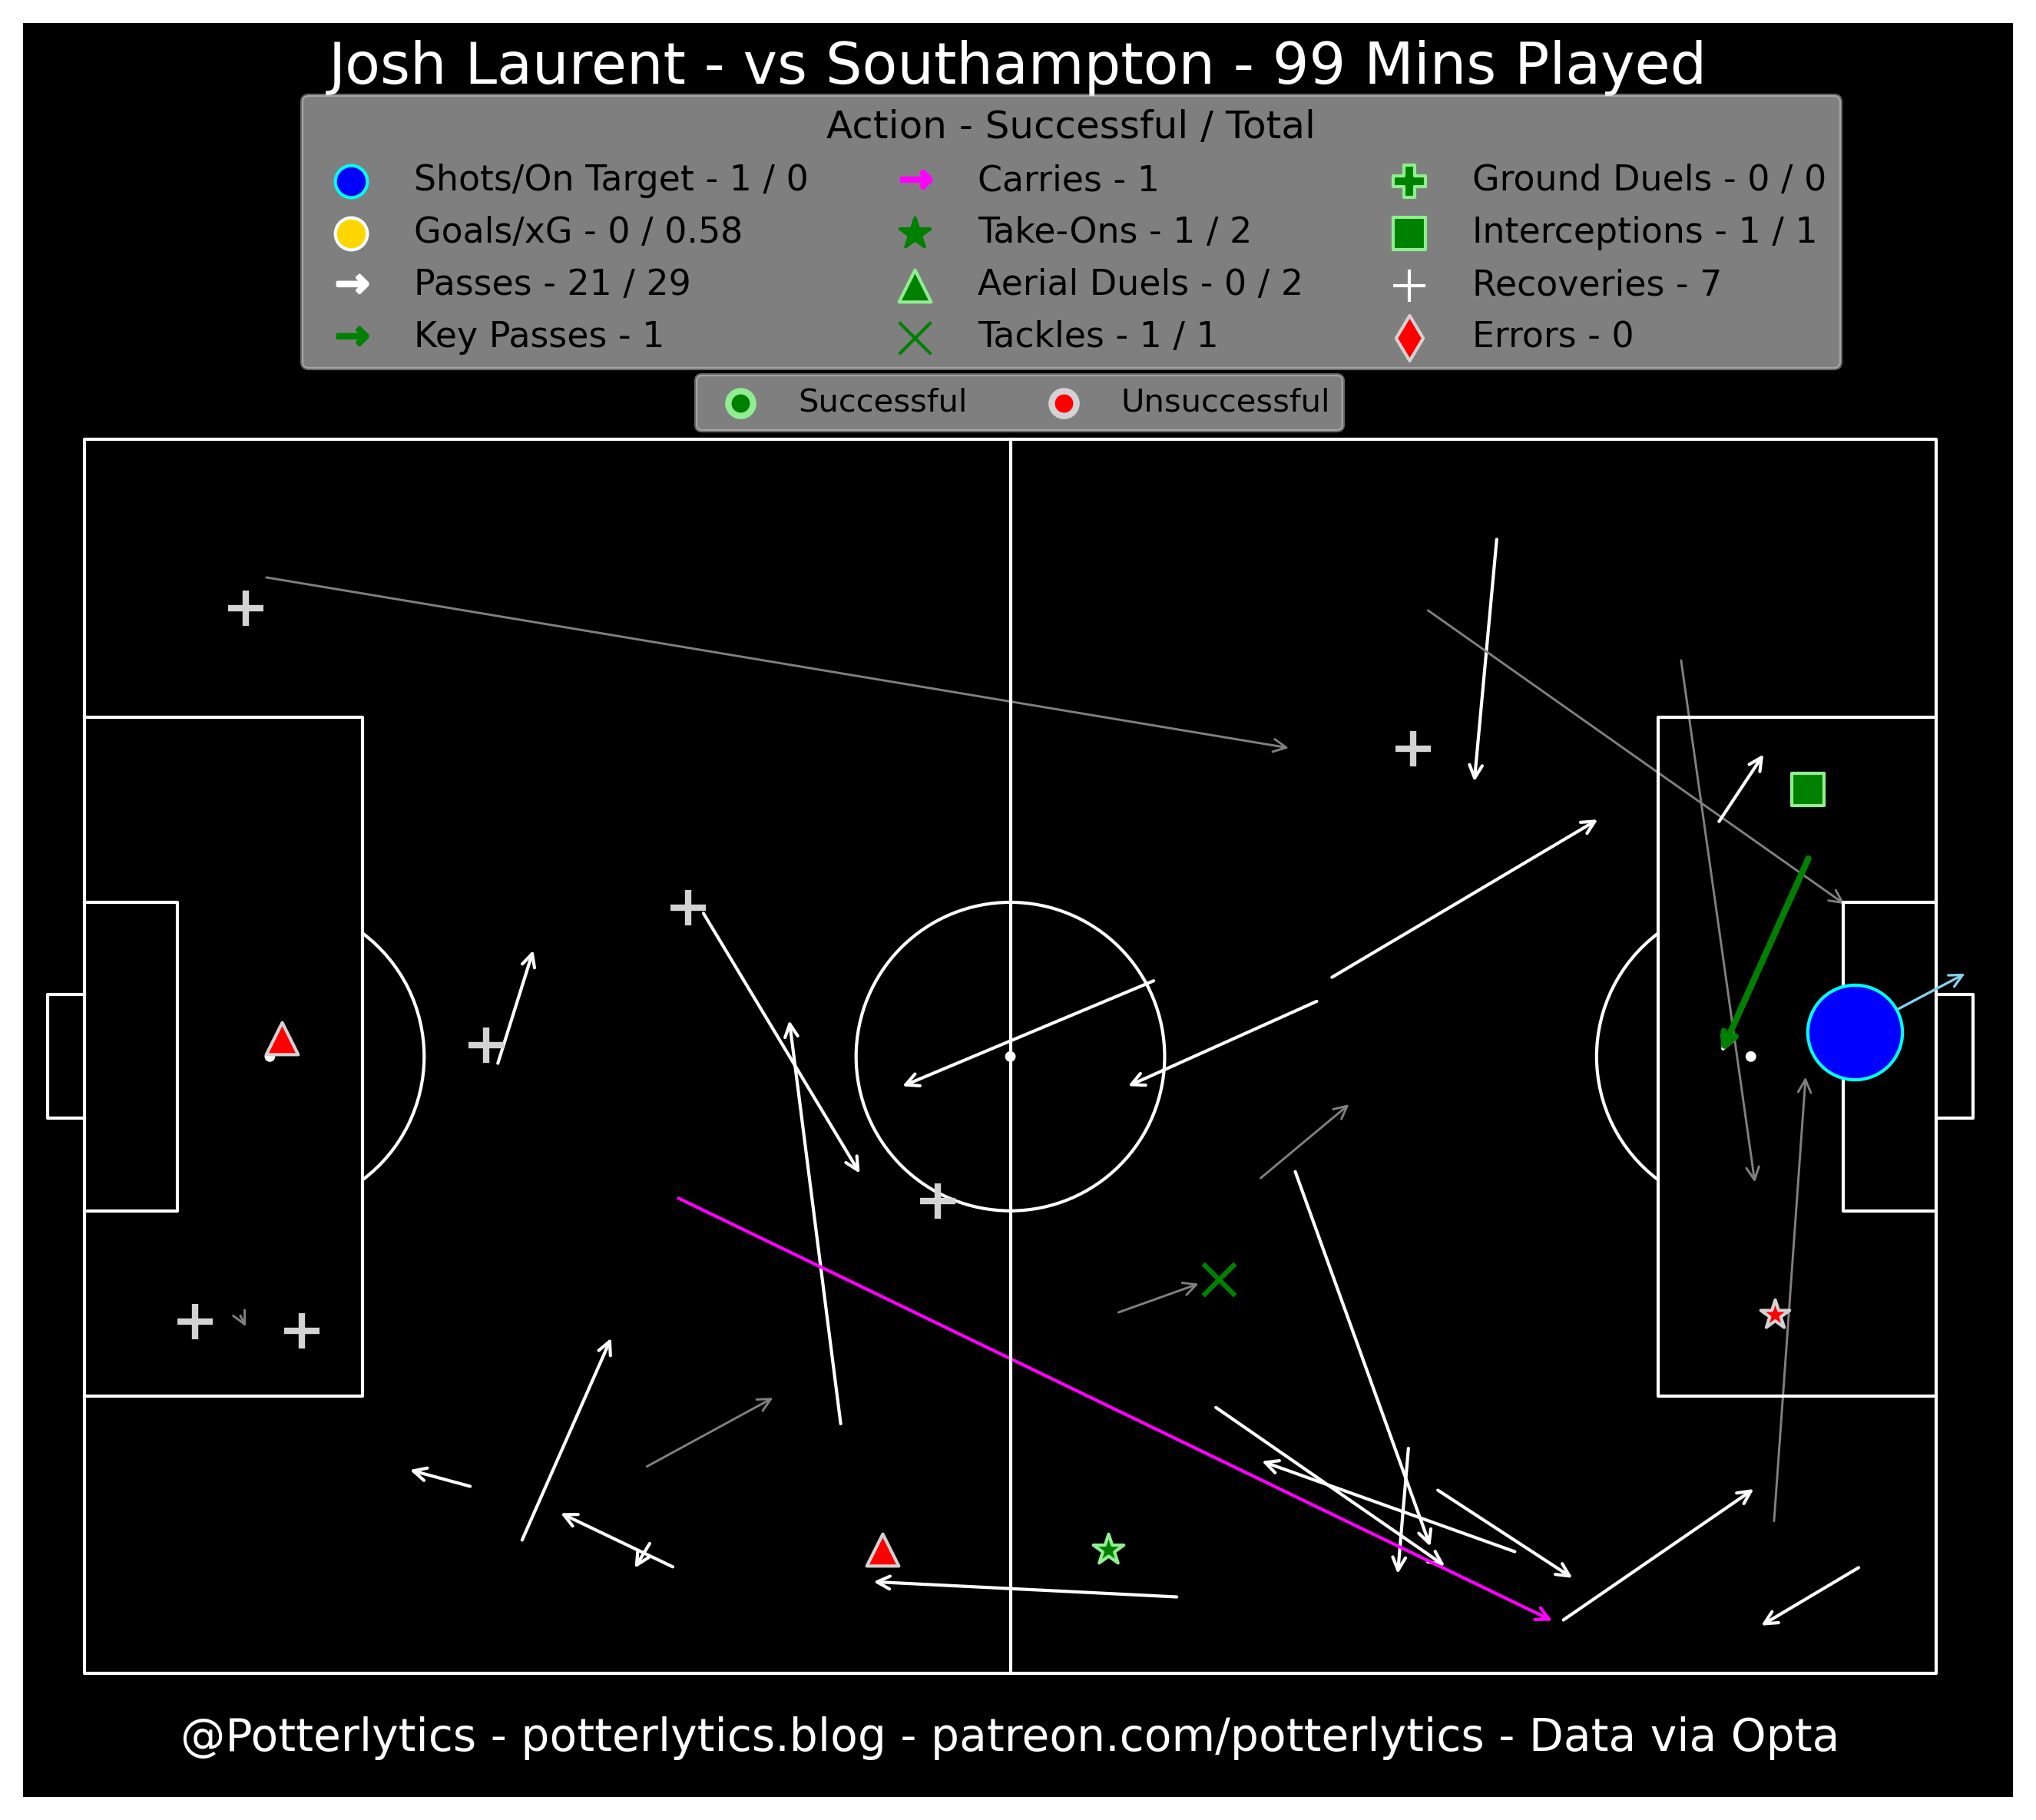 Josh Laurent - vs Southampton - 99 Mins Played
Action - Successful / Total
Shots/On Target - 1 / 0
Goals/xG - 0 / 0.58
Passes - 21 / 29
Key Passes - 1
Carries - 1
Take-Ons - 1 / 2
Aerial Duels - 0 / 2
Tackles - 1 / 1
Ground Duels - 0 / 0
Interceptions - 1 / 1
Recoveries - 7
Errors - 0
Successful
Unsuccessful
@Potterlytics - potterlytics.blog - patreon.com/potterlytics - Data via Opta